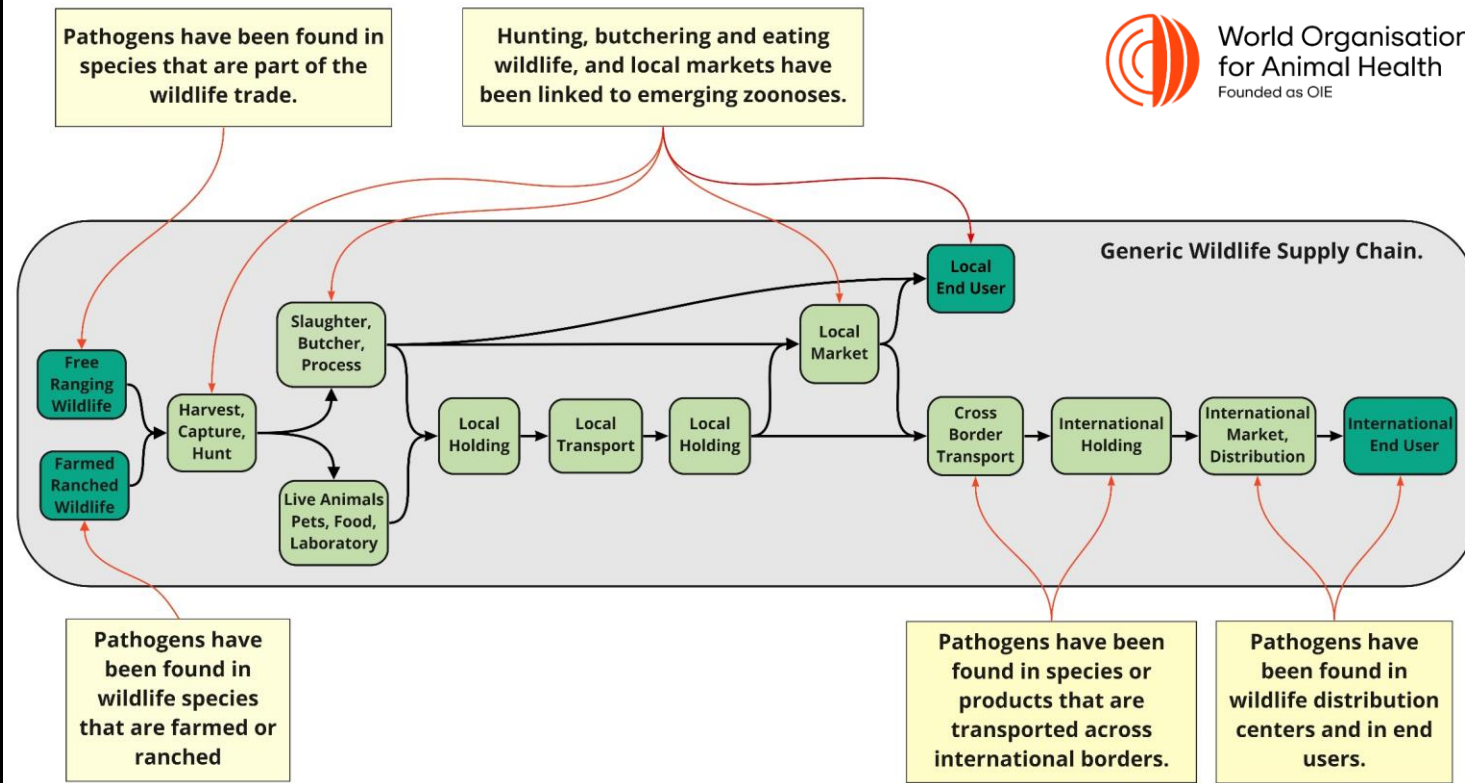 Pathogens have been found in
species that are part of the
wildlife trade.
Hunting, butchering and eating
wildlife, and local markets have
been linked to emerging zoonoses.
World Organisation
for Animal Health
Founded as OIE
Generic Wildlife Supply Chain.
Local
End User
Slaughter,
Butcher,
Process
Local
Market
Free
Ranging
Wildlife
Harvest,
Capture,
Hunt
Farmed
Ranched
Wildlife
Live Animals
Pets, Food,
Laboratory
Local
Holding
Local
Transport
Local
Holding
Cross
Border
Transport
International
Holding
International
Market,
Distribution
International
End User
Pathogens have
been found in
wildlife species
that are farmed or
ranched
Pathogens have been
found in species or
products that are
transported across
international borders.
Pathogens have
been found in
wildlife distribution
centers and in end
users.